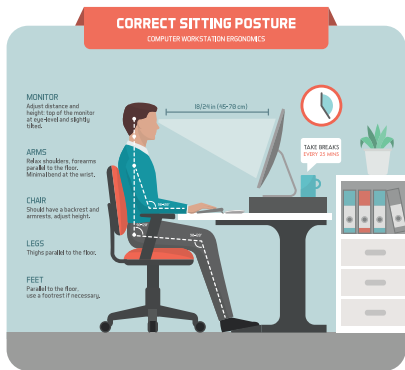 CORRECT SITTING POSTURE
COMPUTER WORKSTATION ERGONOMICS
MONITOR
Adjust distance and
height: top of the monitor
at eye-level and slightly
tilted.
ARMS
Relax shoulders, forearms
parallel to the floor.
Minimal bend at the wrist.
CHAIR
Should have a backrest and
armrests, adjust height.
LEGS
Thighs parallel to the floor.
FEET
Parallel to the floor.
use a footrest if necessary.
18/24 in (45-70 cm)
TAKE BREAKS
EVERY 25 MINS